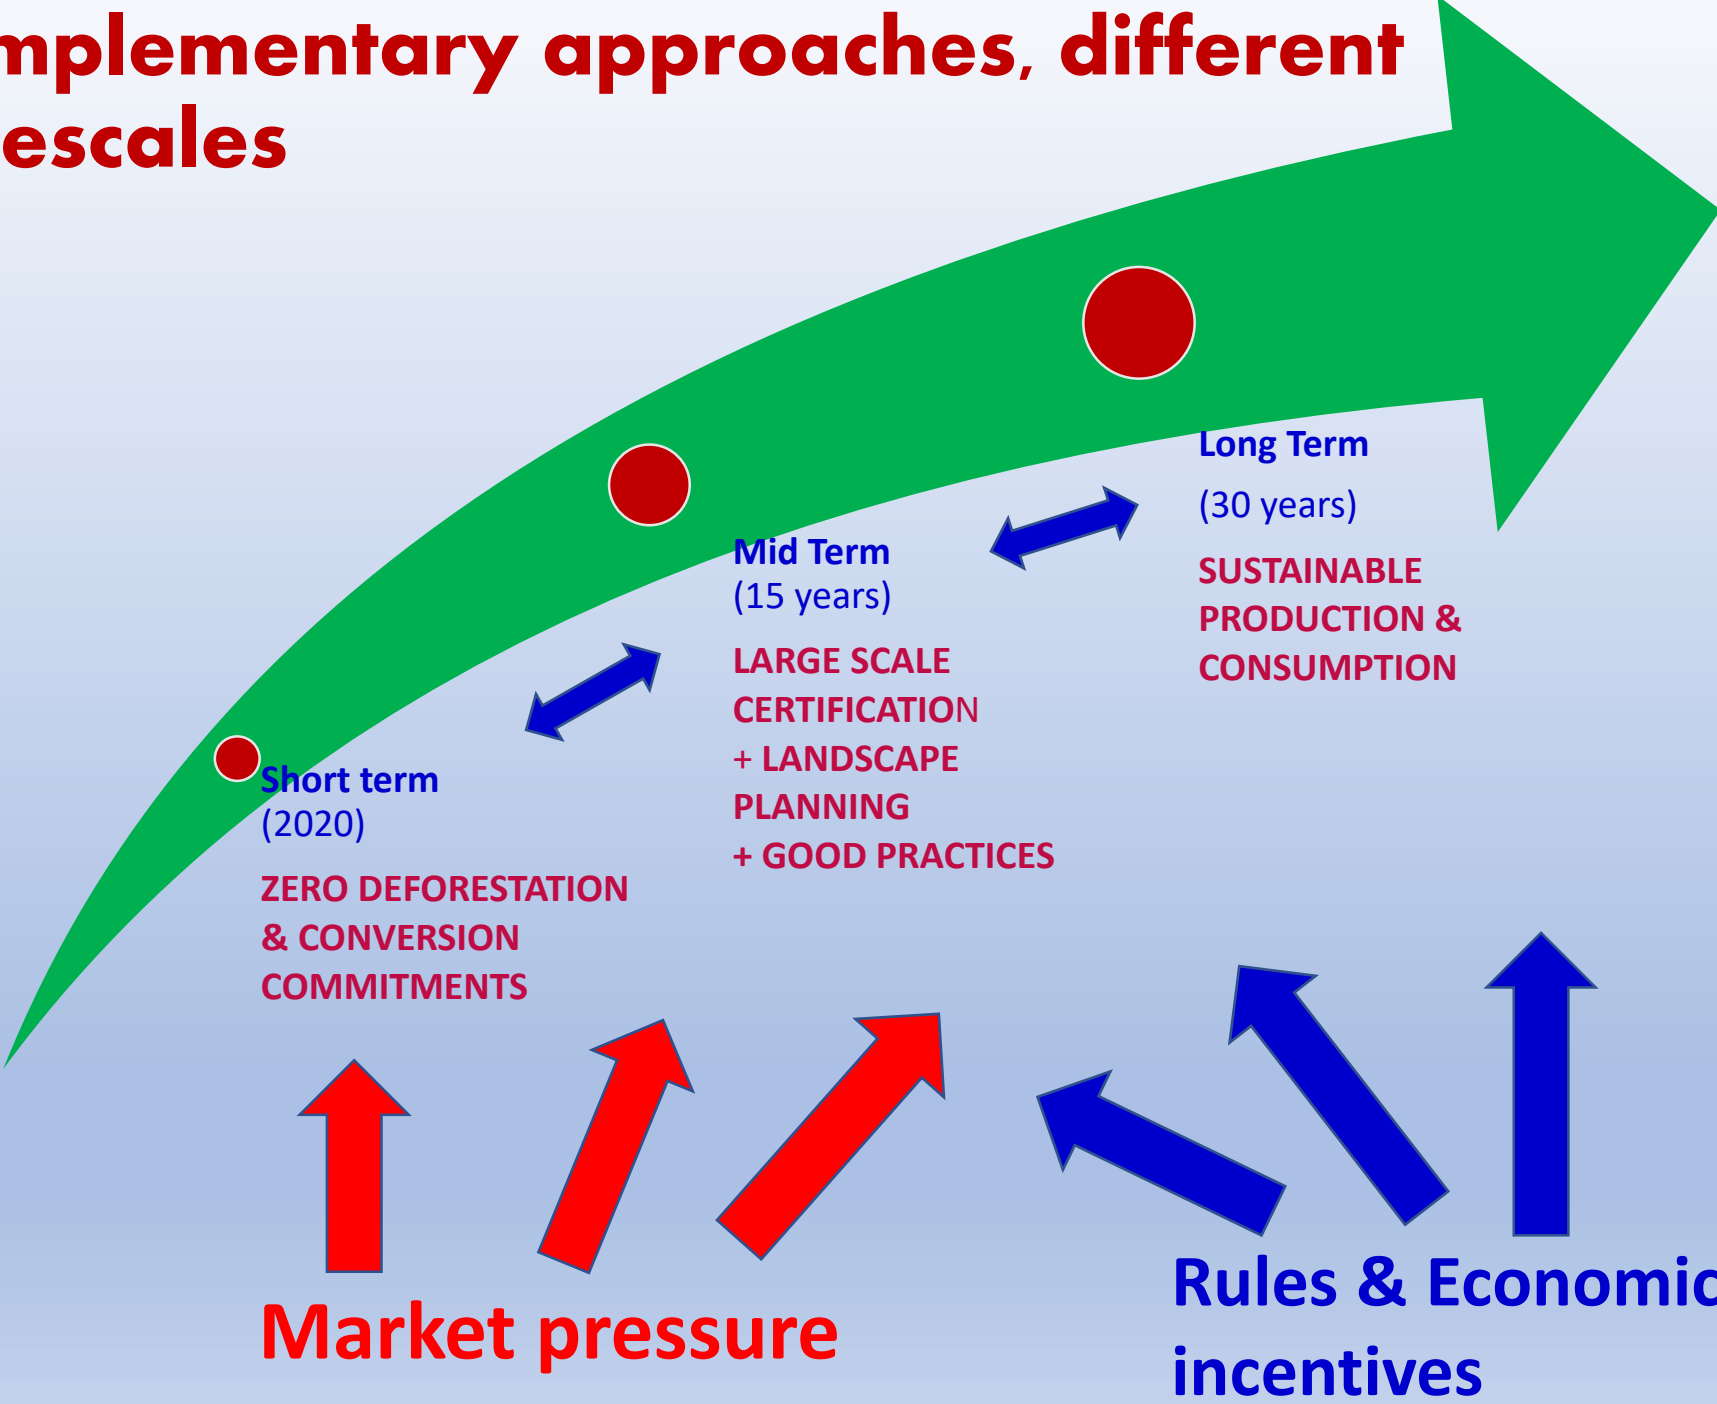 mplementary approaches, different
escales
Long Term
(30 years)
SUSTAINABLE
PRODUCTION &
CONSUMPTION
Mid Term
(15 years)
LARGE SCALE
CERTIFICATION
+ LANDSCAPE
PLANNING
+ GOOD PRACTICES
Short term
(2020)
ZERO DEFORESTATION
& CONVERSION
COMMITMENTS
Market pressure
Rules & Economic
incentives